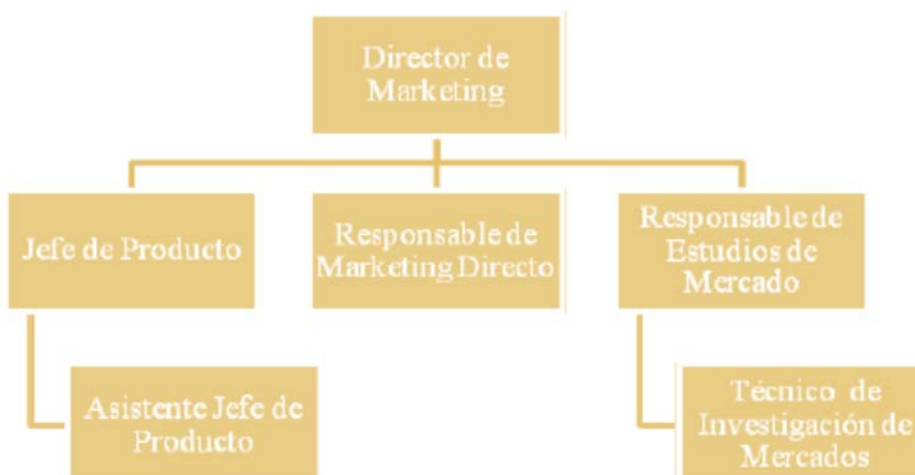 Director de
Marketing
Jefe de Producto
Responsable de
Marketing Directo
Responsable de
Estudios de
Mercado
Asistente Jefe de
Producto
Técnico de
Investigación de
Mercados